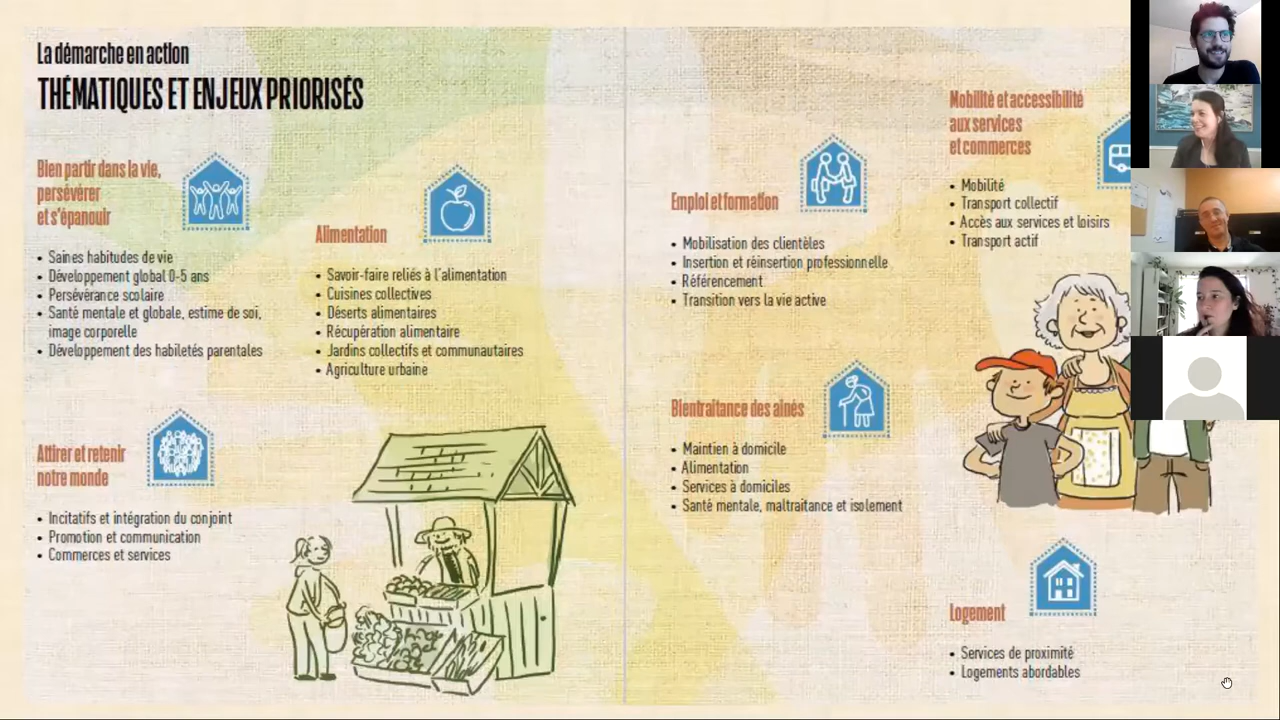 La démarche en action
THÉMATIQUES ET ENJEUX PRIORISÉS
Bien partir dans la vie,
persévérer
et s'épanouir
• Saines habitudes de vie
• Développement global 0-5 ans
• Persévérance scolaire
• Santé mentale et globale, estime de soi,
image corporelle
• Développement des habiletés parentales
Alimentation
• Savoir-faire reliés à l'alimentation
• Cuisines collectives
• Déserts alimentaires
• Récupération alimentaire
• Jardins collectifs et communautaires
• Agriculture urbaine
Attirer et retenir
notre monde
• Incitatifs et intégration du conjoint
• Promotion et communication
• Commerces et services
Emploi et formation
• Mobilisation des clientèles
• Insertion et réinsertion professionnelle
• Référencement
• Transition vers la vie active
Bientraitance des ainés
• Maintien à domicile
• Alimentation
• Services à domiciles
• Santé mentale, maltraitance et isolement
Mobilité et accessibilité
aux services
et commerces
• Mobilité
• Transport collectif
• Accès aux services et loisirs
• Transport actif
Logement
• Services de proximité
• Logements abordables